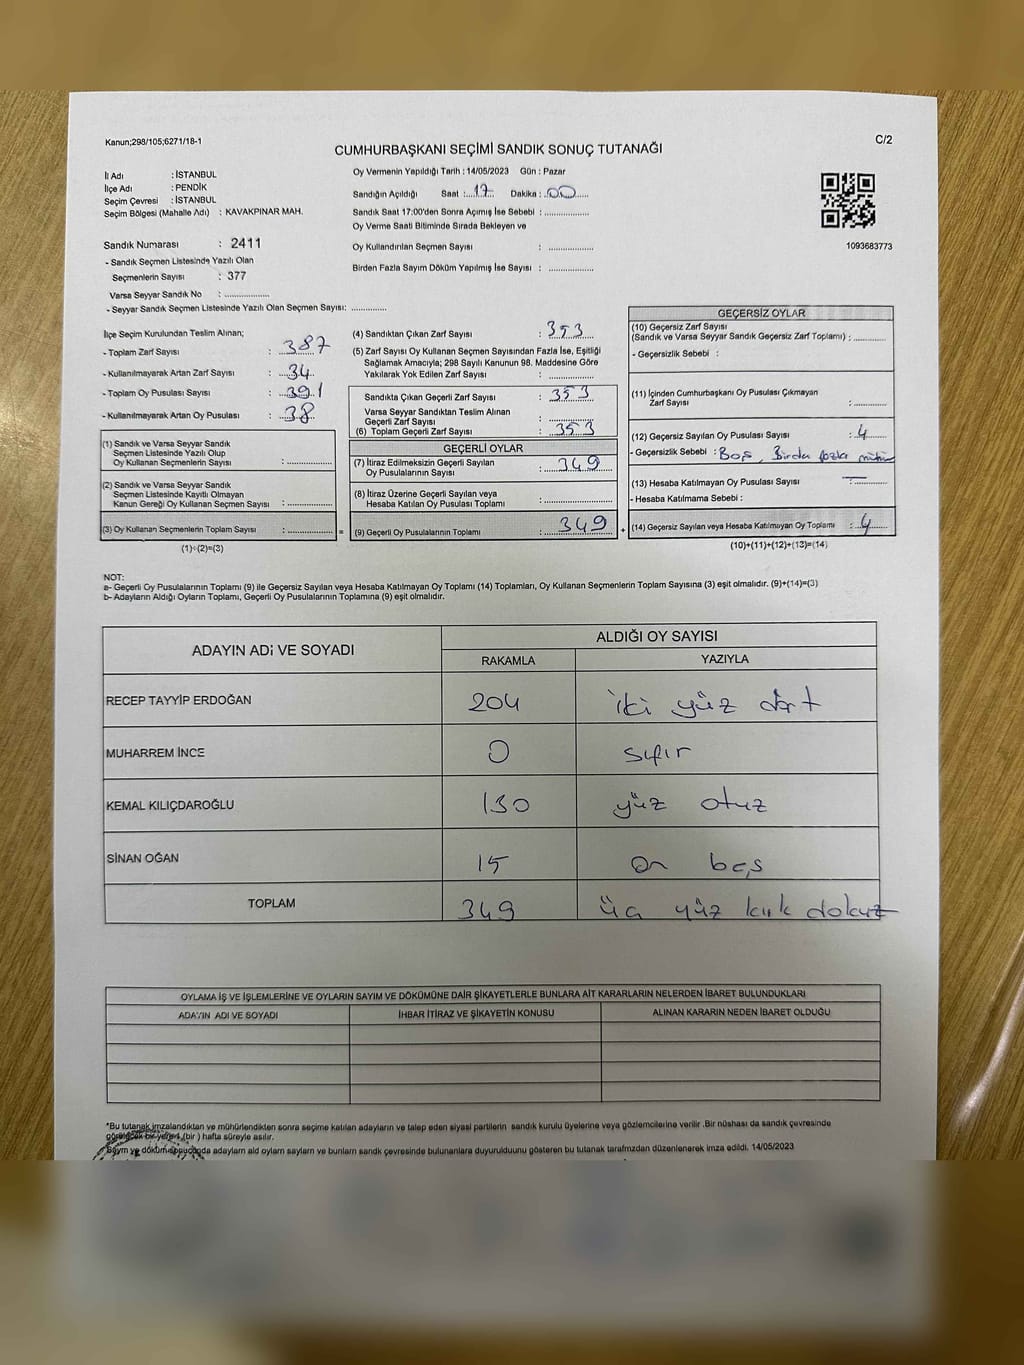 Kanun;298/105;6271/18-1
C/2
CUMHURBAŞKANI SEÇİMİ SANDIK SONUÇ TUTANAĞI
İl Adı : İSTANBUL
İlçe Adı : PENDİK
Seçim Çevresi : İSTANBUL
Seçim Bölgesi (Mahalle Adı) : KAVAKPINAR MAH.
Sandık Numarası : 2411
- Sandık Seçmen Listesinde Yazılı Olan
Seçmenlerin Sayısı : 377
Varsa Seyyar Sandık No : ................
- Seyyar Sandık Seçmen Listesinde Yazılı Olan Seçmen Sayısı: ............
Oy Vermenin Yapıldığı Tarih : 14/05/2023 Gün : Pazar
Sandığın Açıldığı Saat : 17 Dakika : 00
Sandık Saat 17:00'den Sonra Açımış İse Sebebi : ................
Oy Verme Saati Bitiminde Sırada Bekleyen ve
Oy Kullandırılan Seçmen Sayısı : ................
Birden Fazla Sayım Döküm Yapılmış İse Sayısı : ................
1093683773
İlçe Seçim Kurulundan Teslim Alınan;
- Toplam Zarf Sayısı : 387
- Kullanılmayarak Artan Zarf Sayısı : 34
- Toplam Oy Pusulası Sayısı : 391
- Kullanılmayarak Artan Oy Pusulası : 38
(1) Sandık ve Varsa Seyyar Sandık
Seçmen Listesinde Yazılı Olup
Oy Kullanan Seçmenlerin Sayısı : ................
(2) Sandık ve Varsa Seyyar Sandık
Seçmen Listesinde Kayıtlı Olmayan
Kanun Gereği Oy Kullanan Seçmen Sayısı : ................
(3) Oy Kullanan Seçmenlerin Toplam Sayısı : ................ =
(1)+(2)=(3)
(4) Sandıktan Çıkan Zarf Sayısı : 353
(5) Zarf Sayısı Oy Kullanan Seçmen Sayısından Fazla İse, Eşitliği
Sağlamak Amacıyla; 298 Sayılı Kanunun 98. Maddesine Göre
Yakılarak Yok Edilen Zarf Sayısı : ................
Sandıkta Çıkan Geçerli Zarf Sayısı : 353
Varsa Seyyar Sandıktan Teslim Alınan
Geçerli Zarf Sayısı : ................
(6) Toplam Geçerli Zarf Sayısı : 353
GEÇERLİ OYLAR
(7) İtiraz Edilmeksizin Geçerli Sayılan
Oy Pusulalarının Sayısı : 349
(8) İtiraz Üzerine Geçerli Sayılan veya
Hesaba Katılan Oy Pusulası Toplamı : ................
(9) Geçerli Oy Pusulalarının Toplamı : 349 +
GEÇERSİZ OYLAR
(10) Geçersiz Zarf Sayısı
(Sandık ve Varsa Seyyar Sandık Geçersiz Zarf Toplamı) : ............
- Geçersizlik Sebebi :
(11) İçinden Cumhurbaşkanı Oy Pusulası Çıkmayan
Zarf Sayısı : ............
(12) Geçersiz Sayılan Oy Pusulası Sayısı : 4
- Geçersizlik Sebebi : Boş, Birden fazla mühür
(13) Hesaba Katılmayan Oy Pusulası Sayısı : —
- Hesaba Katılmama Sebebi :
(14) Geçersiz Sayılan veya Hesaba Katılmayan Oy Toplamı : 4
(10)+(11)+(12)+(13)=(14)
NOT:
a- Geçerli Oy Pusulalarının Toplamı (9) ile Geçersiz Sayılan veya Hesaba Katılmayan Oy Toplamı (14) Toplamları, Oy Kullanan Seçmenlerin Toplam Sayısına (3) eşit olmalıdır. (9)+(14)=(3)
b- Adayların Aldığı Oyların Toplamı, Geçerli Oy Pusulalarının Toplamına (9) eşit olmalıdır.
ADAYIN ADI VE SOYADI ALDIĞI OY SAYISI
RAKAMLA YAZIYLA
RECEP TAYYİP ERDOĞAN 204 iki yüz dört
MUHARREM İNCE 0 sıfır
KEMAL KILIÇDAROĞLU 130 yüz otuz
SİNAN OĞAN 15 on beş
TOPLAM 349 üç yüz kırk dokuz
OYLAMA İŞ VE İŞLEMLERİNE VE OYLARIN SAYIM VE DÖKÜMÜNE DAİR ŞİKAYETLERLE BUNLARA AİT KARARLARIN NELERDEN İBARET BULUNDUKLARI
ADAYIN ADI VE SOYADI İHBAR İTİRAZ VE ŞİKAYETİN KONUSU ALINAN KARARIN NEDEN İBARET OLDUĞU
*Bu tutanak imzalandıktan ve mühürlendikten sonra seçime katılan adayların ve talep eden siyasi partilerin sandık kurulu üyelerine veya gözlemcilerine verilir .Bir nüshası da sandık çevresinde
görülecek bir yere 1 (bir ) hafta süreyle asılır.
Sayım ve döküm sonucunda adayların ald oyların sayların ve bunların sandık çevresinde bulunanlara duyurulduunu gösteren bu tutanak tarafmzdan düzenlenerek imza edildi. 14/05/2023